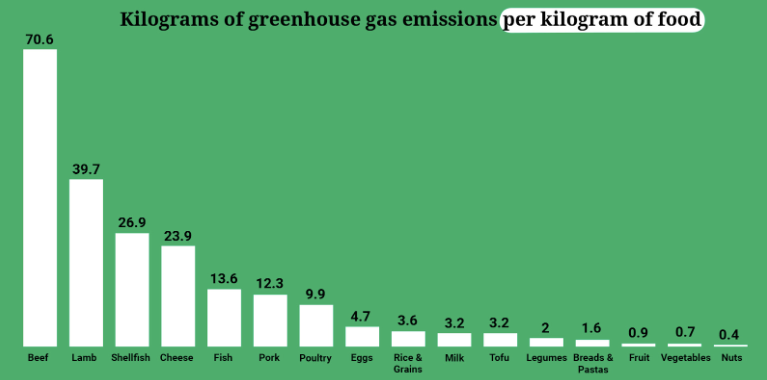 Kilograms of greenhouse gas emissions per kilogram of food
70.6
39.7
26.9
23.9
13.6
12.3
9.9
4.7
3.6
3.2
3.2
2
1.6
0.9
0.7
0.4
Beef
Lamb
Shellfish
Cheese
Fish
Pork
Poultry
Eggs
Rice &
Grains
Milk
Tofu
Legumes
Breads &
Pastas
Fruit
Vegetables
Nuts